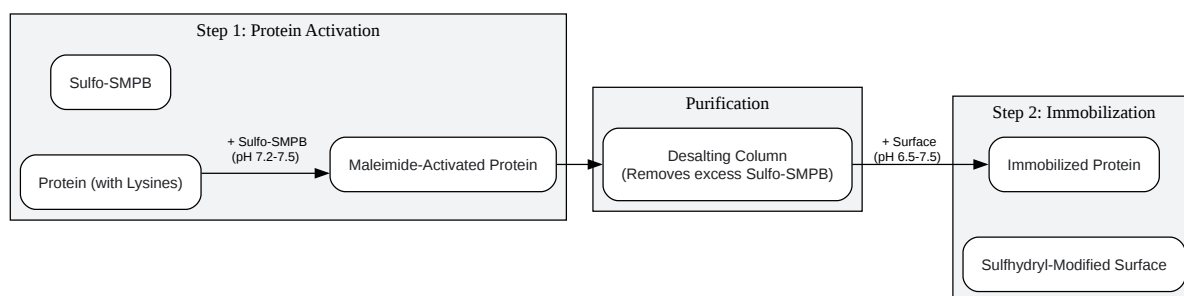 Step 1: Protein Activation
Sulfo-SMPB
Protein (with Lysines)
+ Sulfo-SMPB
(pH 7.2-7.5)
Maleimide-Activated Protein
Purification
Desalting Column
(Removes excess Sulfo-SMPB)
+ Surface
(pH 6.5-7.5)
Step 2: Immobilization
Immobilized Protein
Sulfhydryl-Modified Surface